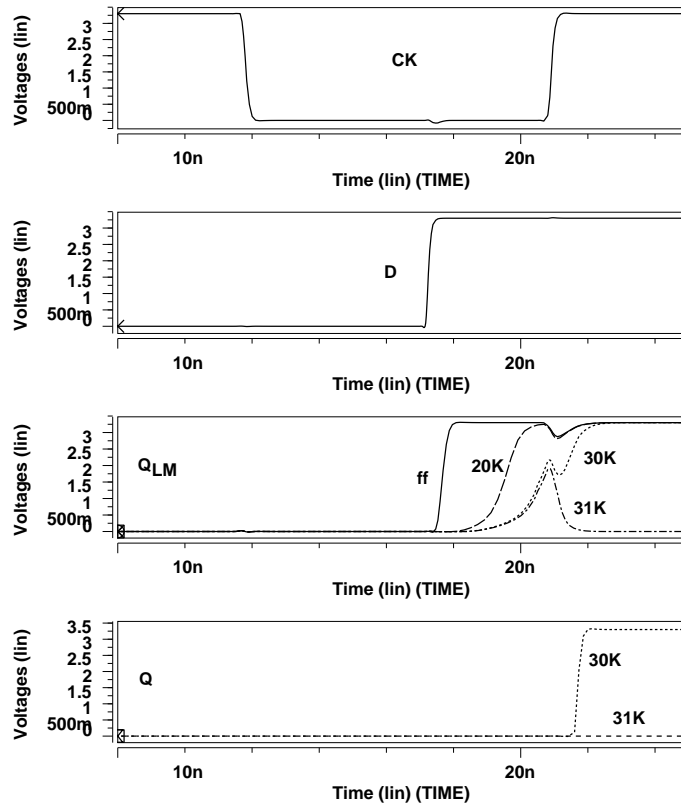 Voltages (lin)
3
2.5
2
1.5
1
500m
0
CK
10n
20n
Time (lin) (TIME)
Voltages (lin)
3
2.5
2
1.5
1
500m
0
D
10n
20n
Time (lin) (TIME)
Voltages (lin)
3
2.5
2
1.5
1
500m
0
QLM
ff
20K
30K
31K
10n
20n
Time (lin) (TIME)
Voltages (lin)
3.5
3
2.5
2
1.5
1
500m
0
Q
30K
31K
10n
20n
Time (lin) (TIME)